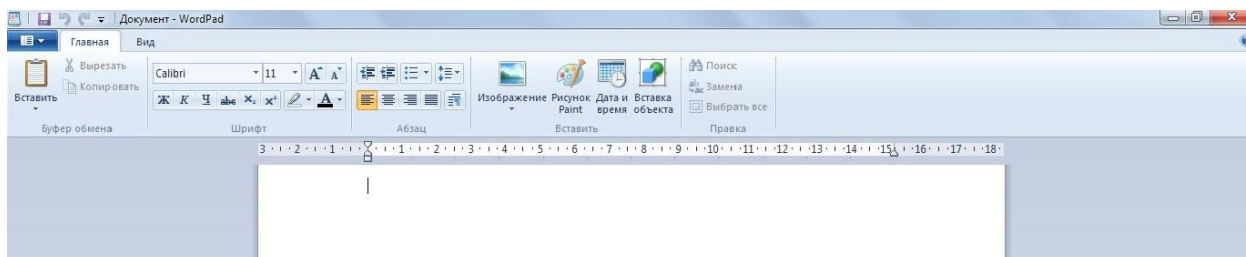 Документ - WordPad
Главная Вид
Вставить
Вырезать
Копировать
Буфер обмена
Calibri 11 А А
Ж К Ч abc X₂ X² А
Шрифт
Абзац
Изображение Рисунок Paint Дата и время Вставка объекта
Вставить
Поиск
Замена
Выбрать все
Правка
3 2 1 1 2 3 4 5 6 7 8 9 10 11 12 13 14 15 16 17 18